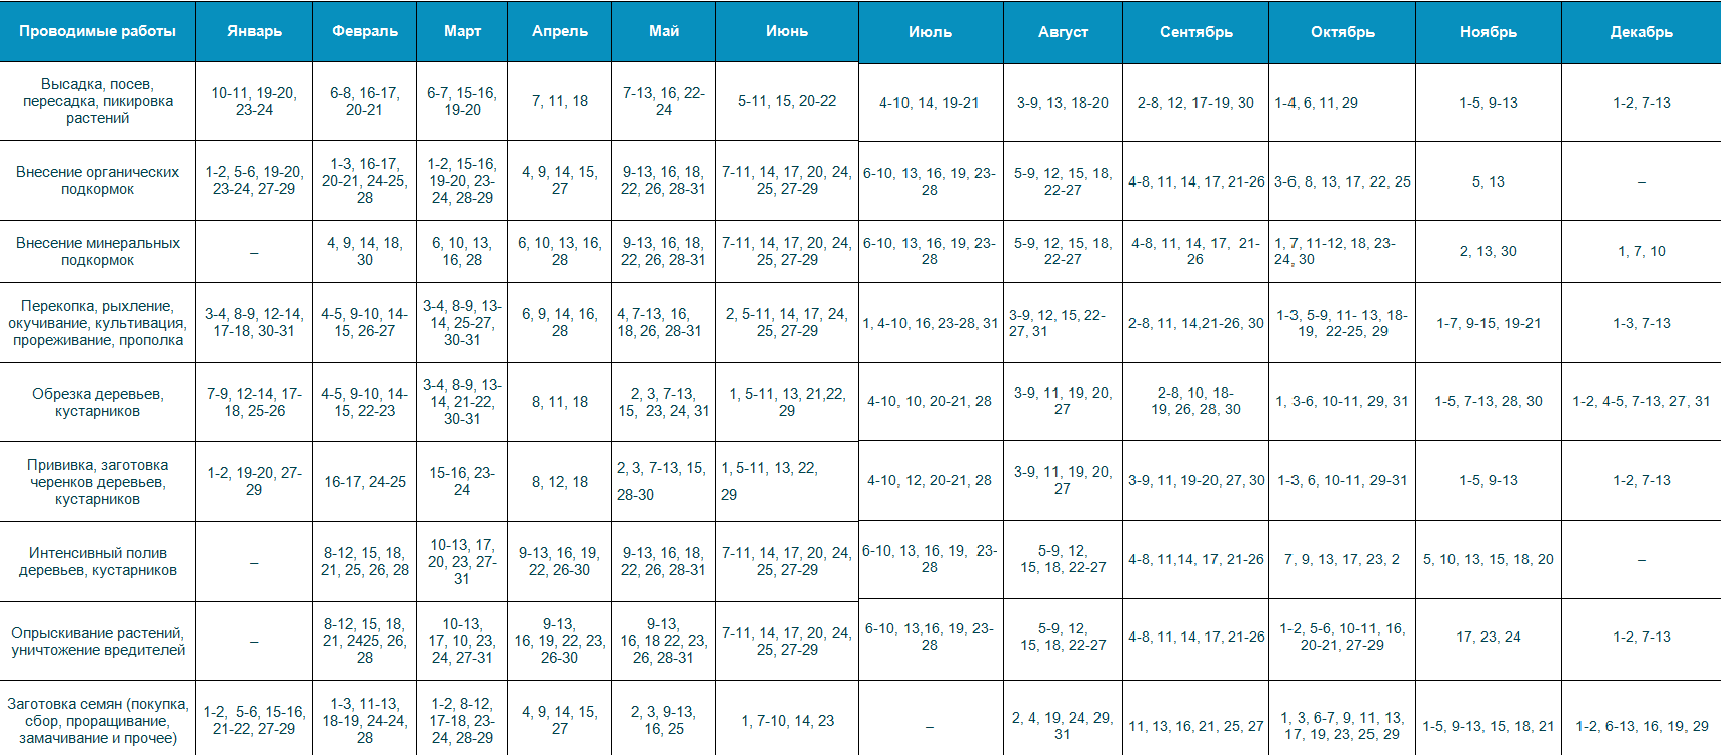 Проводимые работы Январь Февраль Март Апрель Май Июнь Июль Август Сентябрь Октябрь Ноябрь Декабрь
Высадка, посев,
пересадка, пикировка
растений
10-11, 19-20,
23-24
6-8, 16-17,
20-21
6-7, 15-16,
19-20
7, 11, 18
7-13, 16, 22-
24
5-11, 15, 20-22
4-10, 14, 19-21
3-9, 13, 18-20
2-8, 12, 17-19, 30
1-4, 6, 11, 29
1-5, 9-13
1-2, 7-13
Внесение органических
подкормок
1-2, 5-6, 19-20,
23-24, 27-29
1-3, 16-17,
20-21, 24-25,
28
1-2, 15-16,
19-20, 23-
24, 28-29
4, 9, 14, 15,
27
9-13, 16, 18,
22, 26, 28-31
7-11, 14, 17, 20, 24,
25, 27-29
6-10, 13, 16, 19, 23-
28
5-9, 12, 15, 18,
22-27
4-8, 11, 14, 17, 21-26
3-6, 8, 13, 17, 22, 25
5, 13
–
Внесение минеральных
подкормок
–
4, 9, 14, 18,
30
6, 10, 13,
16, 28
6, 10, 13, 16,
28
9-13, 16, 18,
22, 26, 28-31
7-11, 14, 17, 20, 24,
25, 27-29
6-10, 13, 16, 19, 23-
28
5-9, 12, 15, 18,
22-27
4-8, 11, 14, 17, 21-
26
1, 7, 11-12, 18, 23-
24, 30
2, 13, 30
1, 7, 10
Перекопка, рыхление,
окучивание, культивация,
прореживание, прополка
3-4, 8-9, 12-14,
17-18, 30-31
4-5, 9-10, 14-
15, 26-27
3-4, 8-9, 13-
14, 25-27,
30-31
6, 9, 14, 16,
28
4, 7-13, 16,
18, 26, 28-31
2, 5-11, 14, 17, 24,
25, 27-29
1, 4-10, 16, 23-28, 31
3-9, 12, 15, 22-
27, 31
2-8, 11, 14,21-26, 30
1-3, 5-9, 11- 13, 18-
19, 22-25, 29
1-7, 9-15, 19-21
1-3, 7-13
Обрезка деревьев,
кустарников
7-9, 12-14, 17-
18, 25-26
4-5, 9-10, 14-
15, 22-23
3-4, 8-9, 13-
14, 21-22,
30-31
8, 11, 18
2, 3, 7-13,
15, 23, 24, 31
1, 5-11, 13, 21,22,
29
4-10, 10, 20-21, 28
3-9, 11, 19, 20,
27
2-8, 10, 18-
19, 26, 28, 30
1, 3-6, 10-11, 29, 31
1-5, 7-13, 28, 30
1-2, 4-5, 7-13, 27, 31
Прививка, заготовка
черенков деревьев,
кустарников
1-2, 19-20, 27-
29
16-17, 24-25
15-16, 23-
24
8, 12, 18
2, 3, 7-13, 15,
28-30
1, 5-11, 13, 22,
29
4-10, 12, 20-21, 28
3-9, 11, 19, 20,
27
3-9, 11, 19-20, 27, 30
1-3, 6, 10-11, 29-31
1-5, 9-13
1-2, 7-13
Интенсивный полив
деревьев, кустарников
–
8-12, 15, 18,
21, 25, 26, 28
10-13, 17,
20, 23, 27-
31
9-13, 16, 19,
22, 26-30
9-13, 16, 18,
22, 26, 28-31
7-11, 14, 17, 20, 24,
25, 27-29
6-10, 13, 16, 19, 23-
28
5-9, 12,
15, 18, 22-27
4-8, 11,14, 17, 21-26
7, 9, 13, 17, 23, 2
5, 10, 13, 15, 18, 20
–
Опрыскивание растений,
уничтожение вредителей
–
8-12, 15, 18,
21, 2425, 26,
28
10-13,
17, 10, 23,
24, 27-31
9-13,
16, 19, 22, 23,
26-30
9-13,
16, 18 22, 23,
26, 28-31
7-11, 14, 17, 20, 24,
25, 27-29
6-10, 13,16, 19, 23-
28
5-9, 12,
15, 18, 22-27
4-8, 11, 14, 17, 21-26
1-2, 5-6, 10-11, 16,
20-21, 27-29
17, 23, 24
1-2, 7-13
Заготовка семян (покупка,
сбор, проращивание,
замачивание и прочее)
1-2, 5-6, 15-16,
21-22, 27-29
1-3, 11-13,
18-19, 24-24,
28
1-2, 8-12,
17-18, 23-
24, 28-29
4, 9, 14, 15,
27
2, 3, 9-13,
16, 25
1, 7-10, 14, 23
–
2, 4, 19, 24, 29,
31
11, 13, 16, 21, 25, 27
1, 3, 6-7, 9, 11, 13,
17, 19, 23, 25, 29
1-5, 9-13, 15, 18, 21
1-2, 6-13, 16, 19, 29